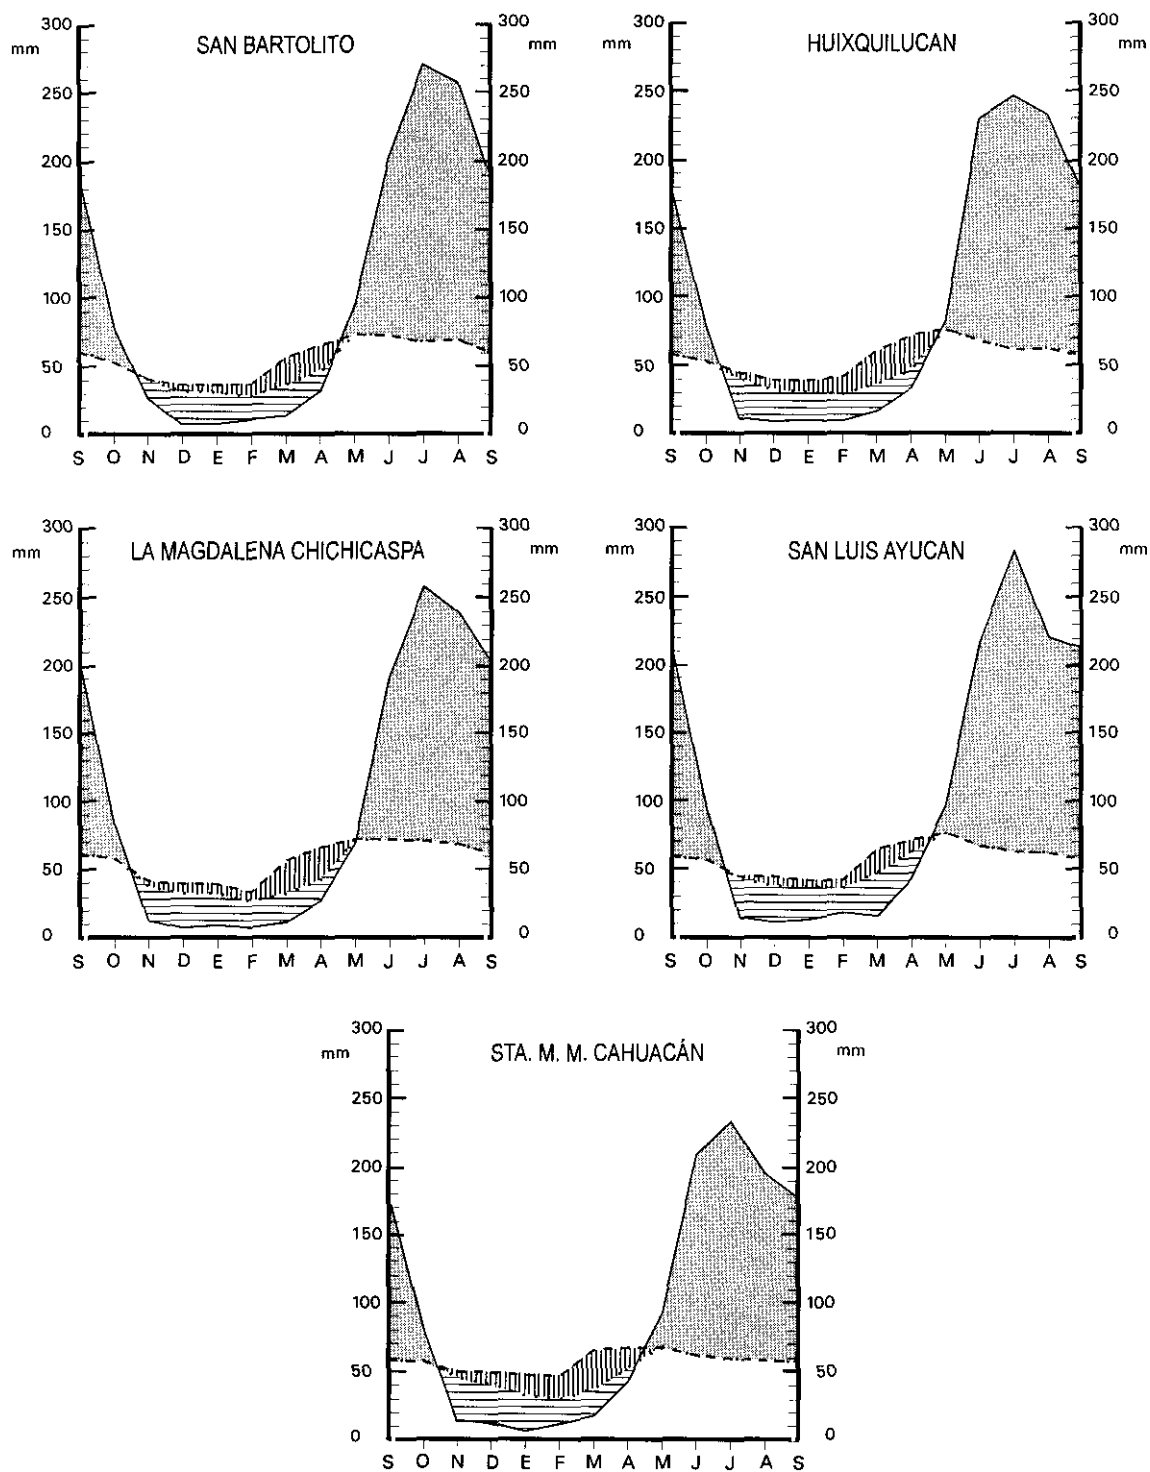 300 300 300 300
mm SAN BARTOLITO mm mm HUIXQUILUCAN mm
250 250 250 250
200 200 200 200
150 150 150 150
100 100 100 100
50 50 50 50
0 0 0 0
S O N D E F M A M J J A S S O N D E F M A M J J A S
300 300 300 300
mm LA MAGDALENA CHICHICASPA mm mm SAN LUIS AYUCAN mm
250 250 250 250
200 200 200 200
150 150 150 150
100 100 100 100
50 50 50 50
0 0 0 0
S O N D E F M A M J J A S S O N D E F M A M J J A S
300 300
mm STA. M. M. CAHUACÁN mm
250 250
200 200
150 150
100 100
50 50
0 0
S O N D E F M A M J J A S